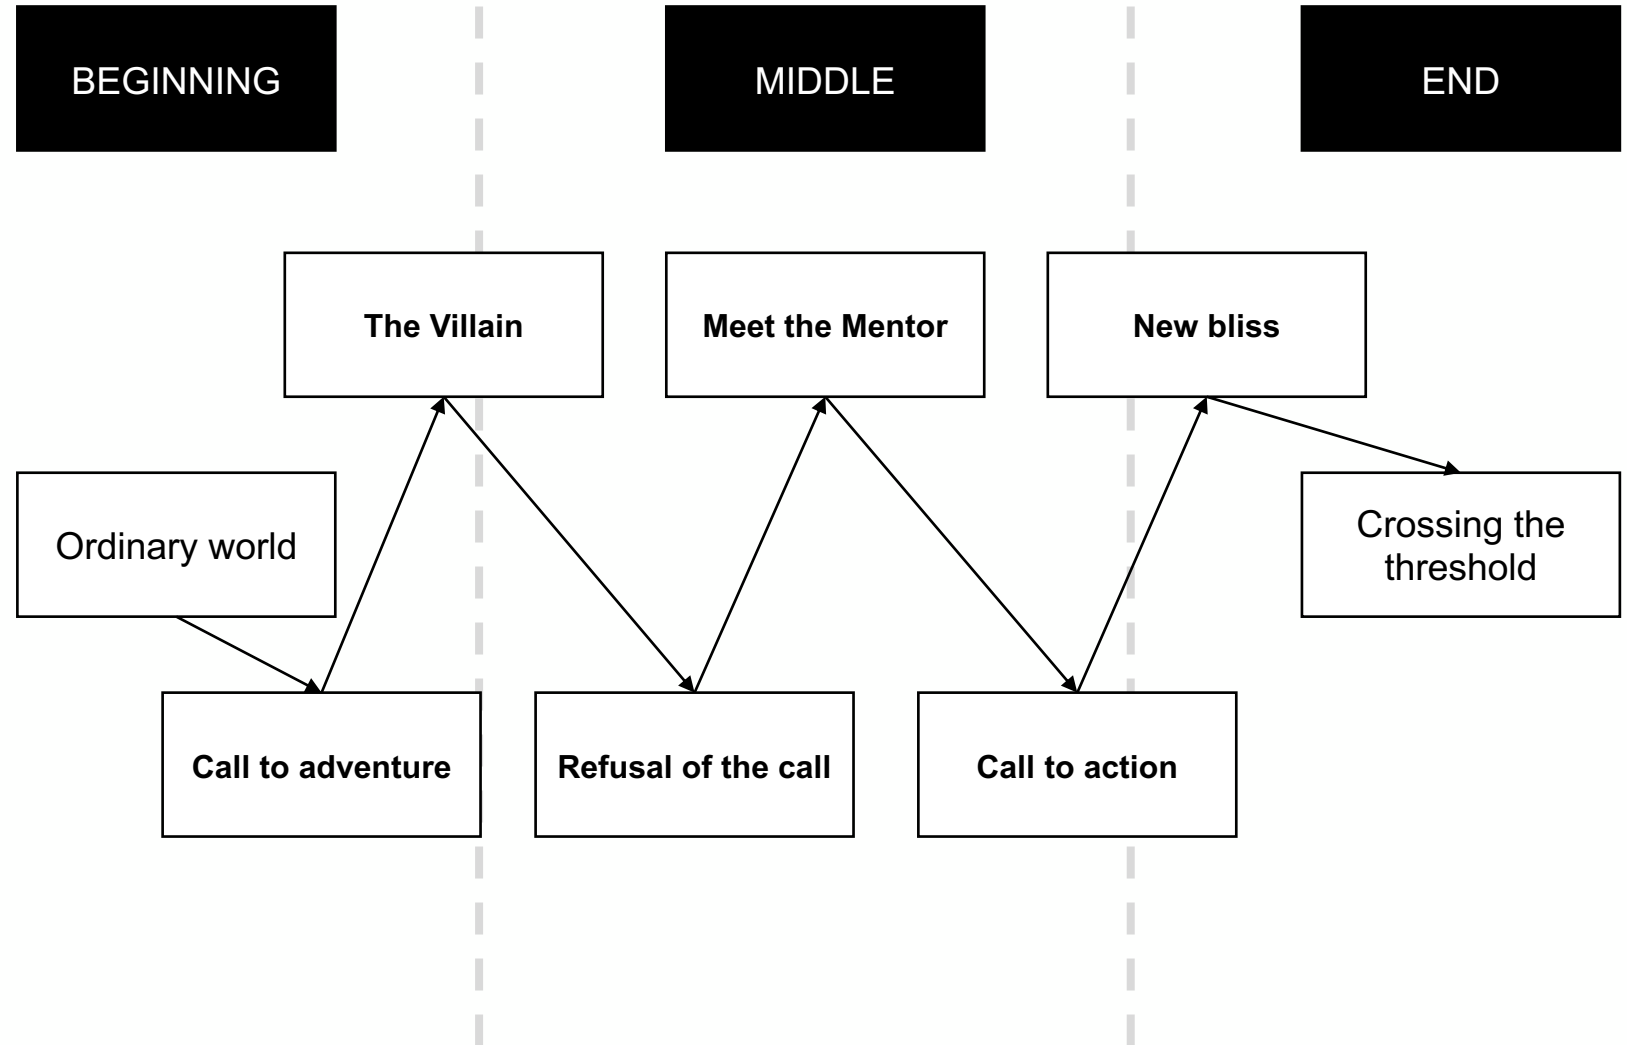 BEGINNING
MIDDLE
END
The Villain
Meet the Mentor
New bliss
Ordinary world
Crossing the
threshold
Call to adventure
Refusal of the call
Call to action